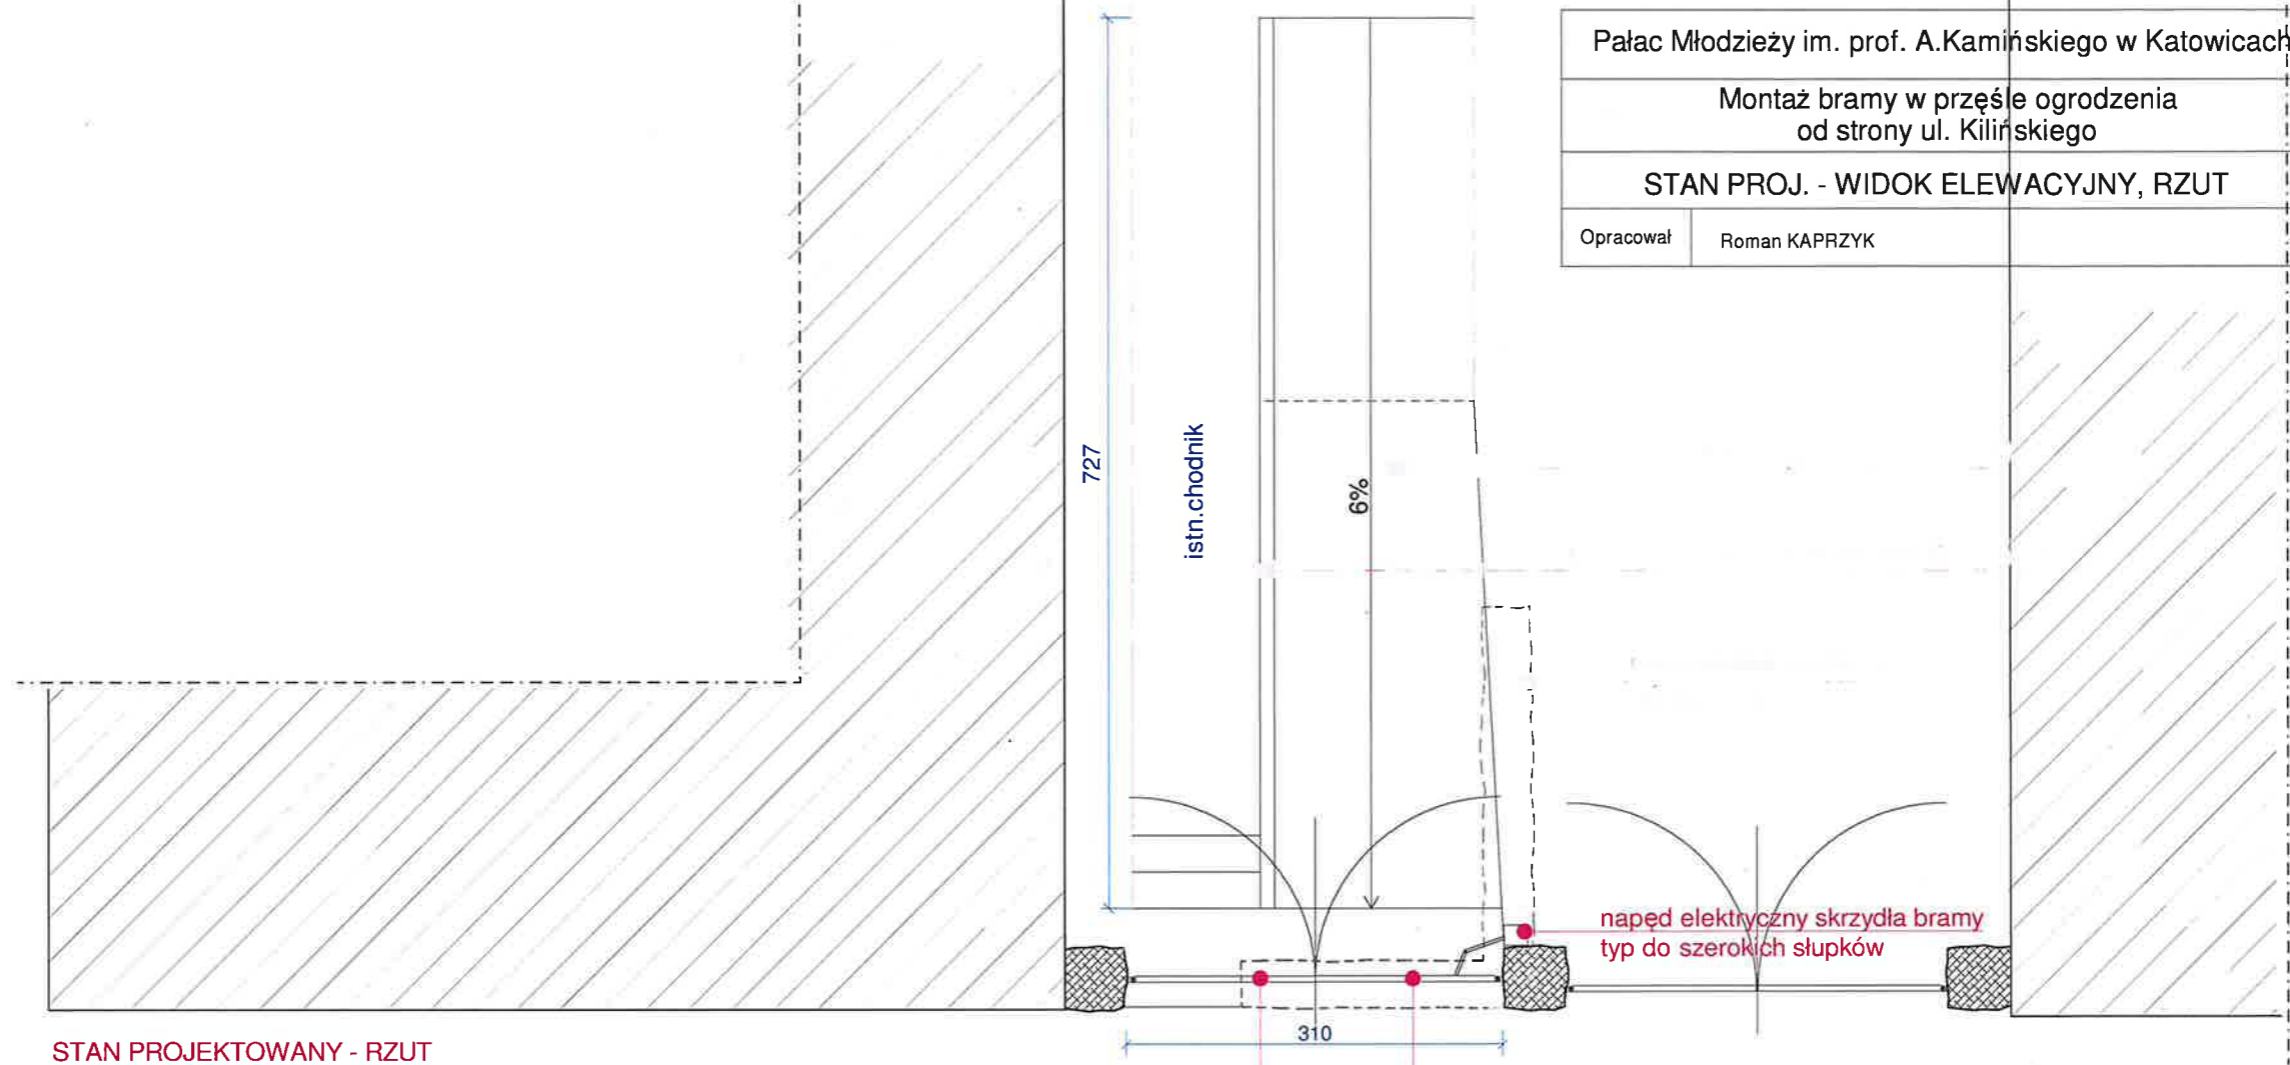 Pałac Młodzieży im. prof. A.Kamińskiego w Katowicach
Montaż bramy w przęśle ogrodzenia
od strony ul. Kilińskiego
STAN PROJ. - WIDOK ELEWACYJNY, RZUT
Opracował Roman KAPRZYK
727
istn.chodnik
6%
napęd elektryczny skrzydła bramy
typ do szerokich słupków
310
STAN PROJEKTOWANY - RZUT